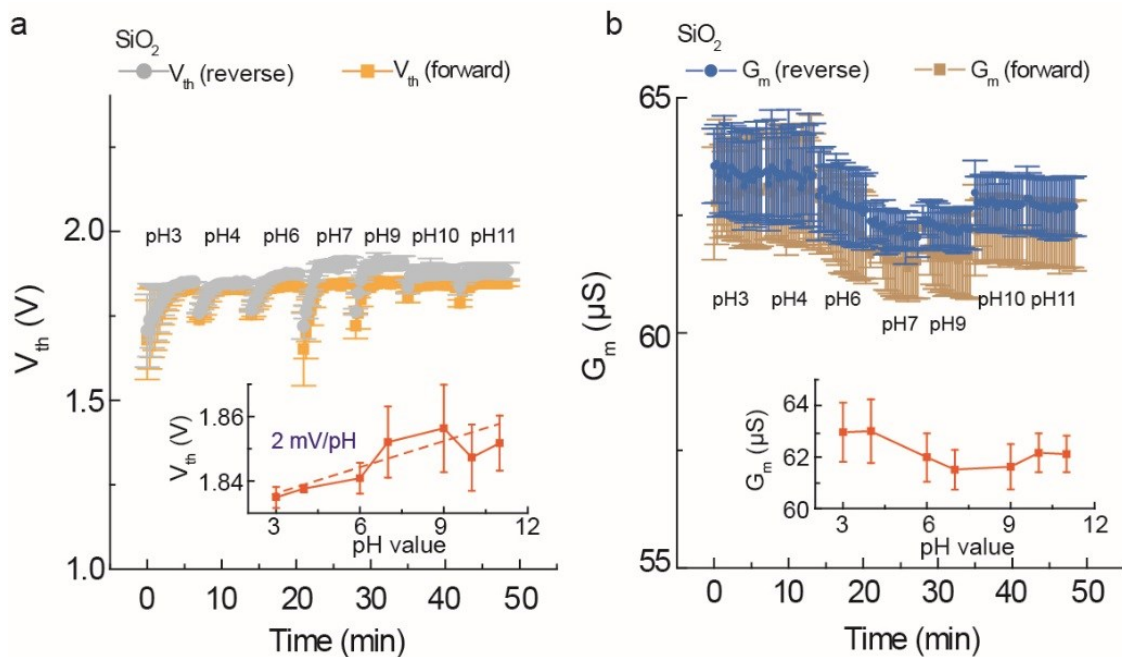 a
SiO2
Vth (reverse)
Vth (forward)
2.0
1.5
1.0
Vth (V)
pH3 pH4 pH6 pH7 pH9 pH10 pH11
1.86
1.84
Vth (V)
2 mV/pH
3 6 9 12
pH value
0 10 20 30 40 50
Time (min)
b
SiO2
Gm (reverse)
Gm (forward)
65
60
55
Gm (μS)
pH3 pH4 pH6 pH7 pH9 pH10 pH11
64
62
60
Gm (μS)
3 6 9 12
pH value
0 10 20 30 40 50
Time (min)